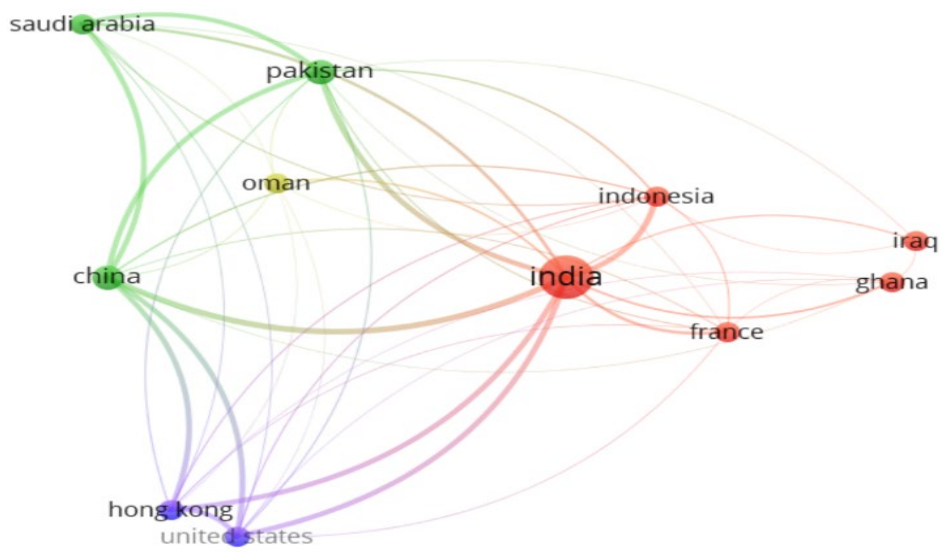 saudi arabia
pakistan
oman
indonesia
iraq
china
india
ghana
france
hong kong
united states